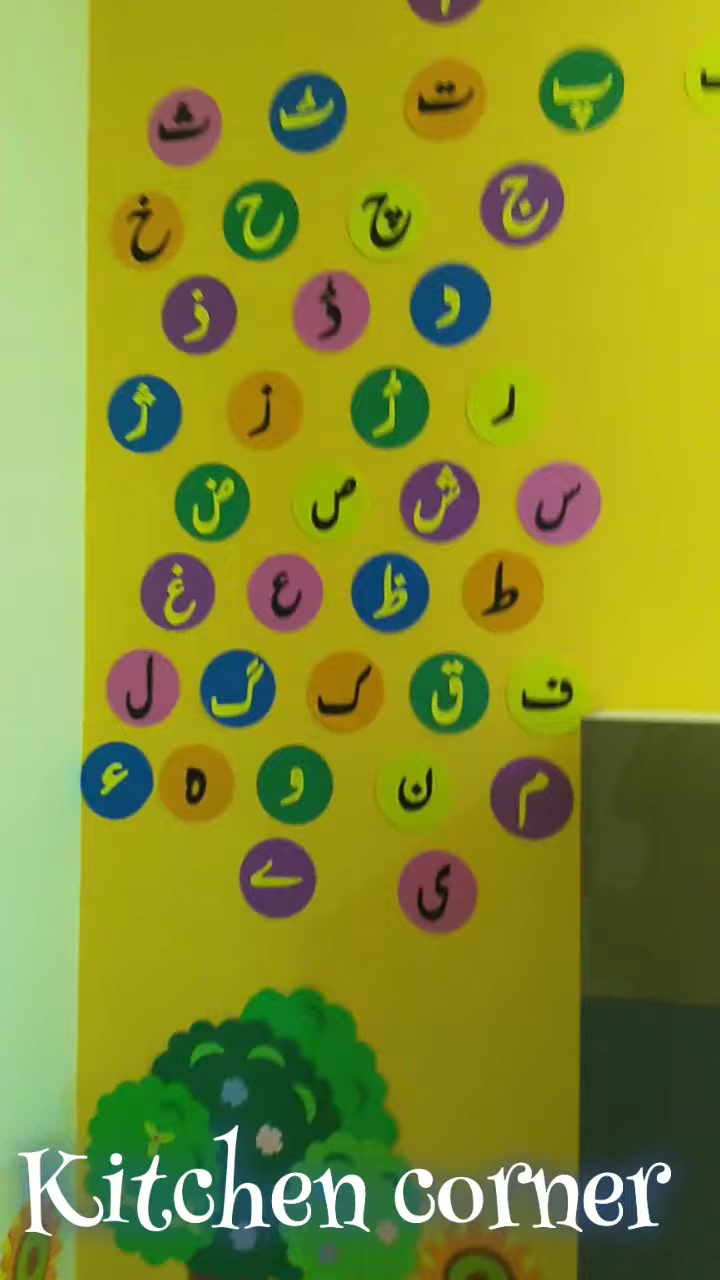 پ ت ٹ ث
ج چ ح خ
د ڈ ذ
ر ڑ ز ژ
س ش ص ض
ط ظ ع غ
ف ق ک گ ل
م ن و ہ ء
ی ے
Kitchen corner